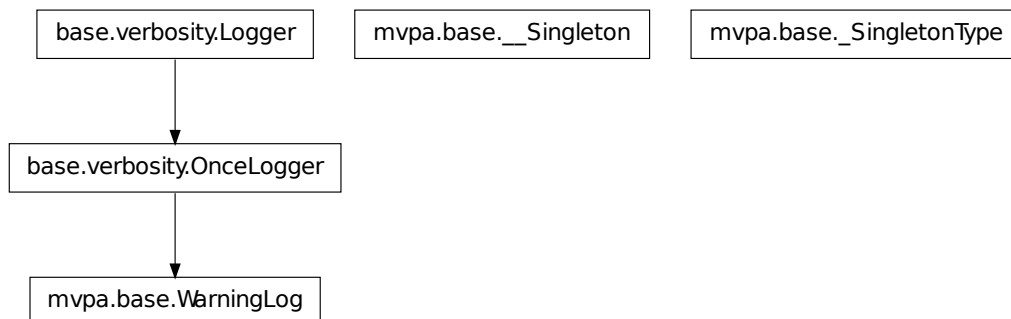 base.verbosity.Logger
mvpa.base.__Singleton
mvpa.base._SingletonType
base.verbosity.OnceLogger
mvpa.base.WarningLog